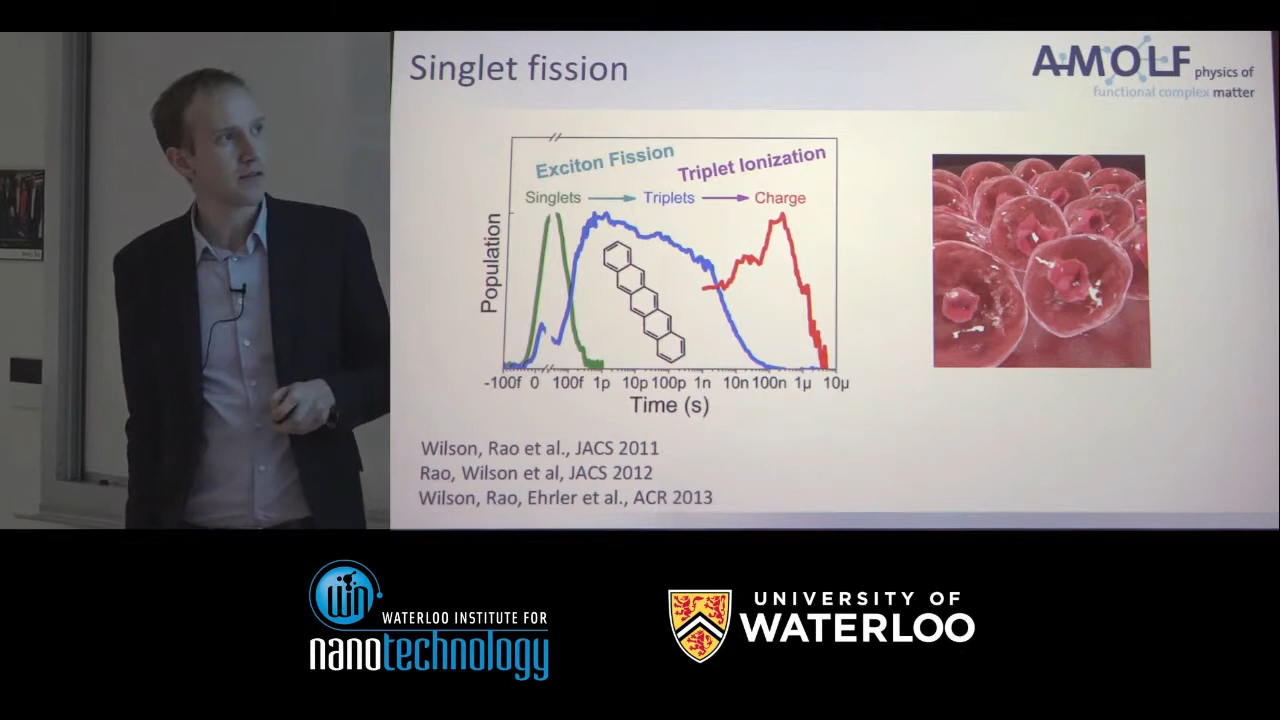 Singlet fission
A·MOLF physics of
functional complex matter
Exciton Fission
Triplet Ionization
Singlets
Triplets
Charge
Population
-100f 0 100f 1p 10p 100p 1n 10n 100n 1µ 10µ
Time (s)
Wilson, Rao et al., JACS 2011
Rao, Wilson et al, JACS 2012
Wilson, Rao, Ehrler et al., ACR 2013
WATERLOO INSTITUTE FOR
nanotechnology
UNIVERSITY OF
WATERLOO